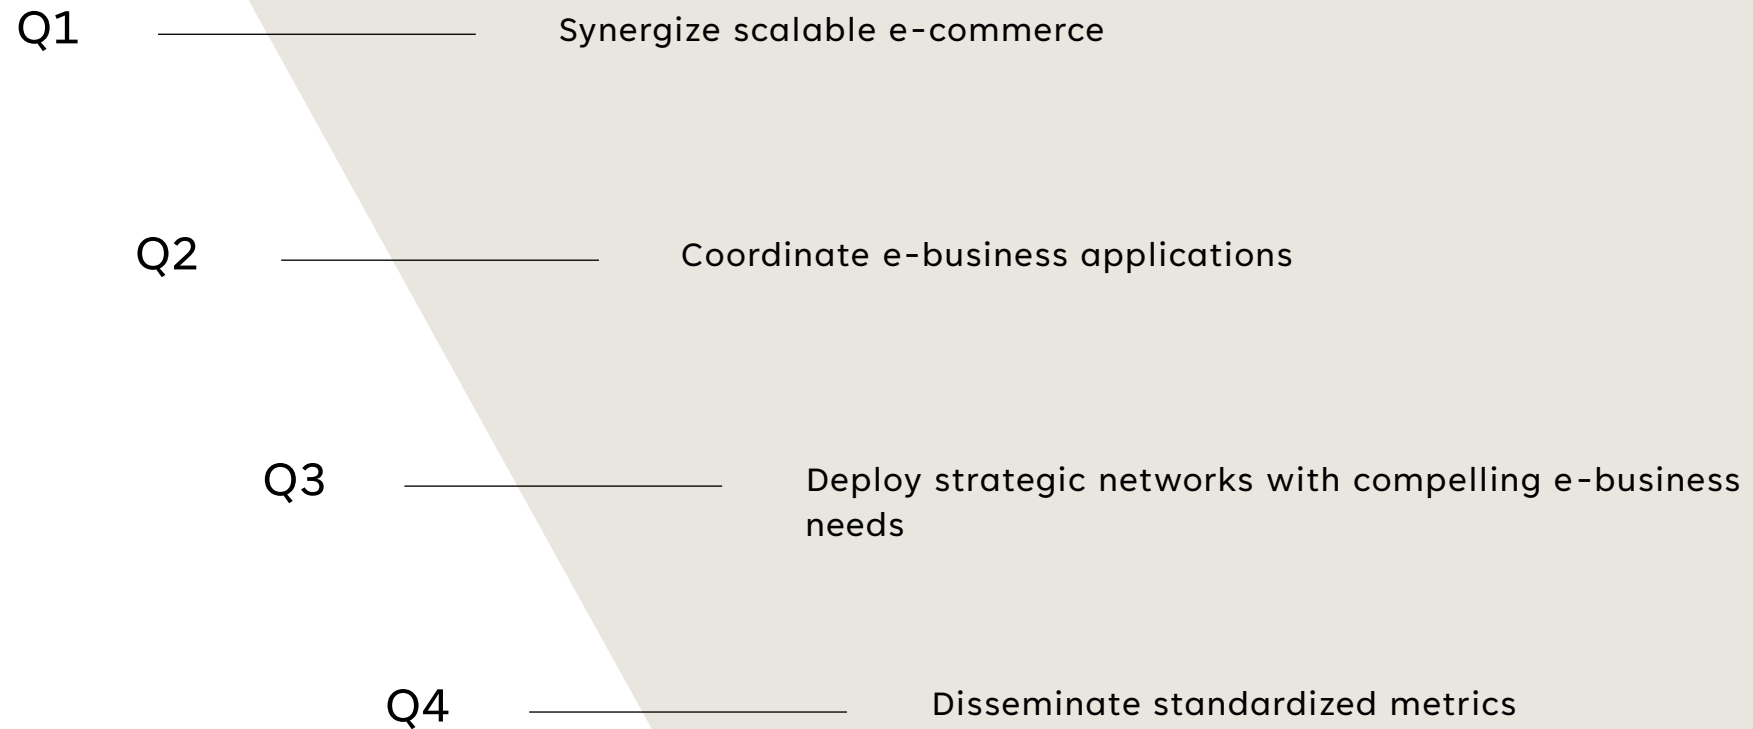 Q1 Synergize scalable e-commerce
Q2 Coordinate e-business applications
Q3 Deploy strategic networks with compelling e-business
needs
Q4 Disseminate standardized metrics